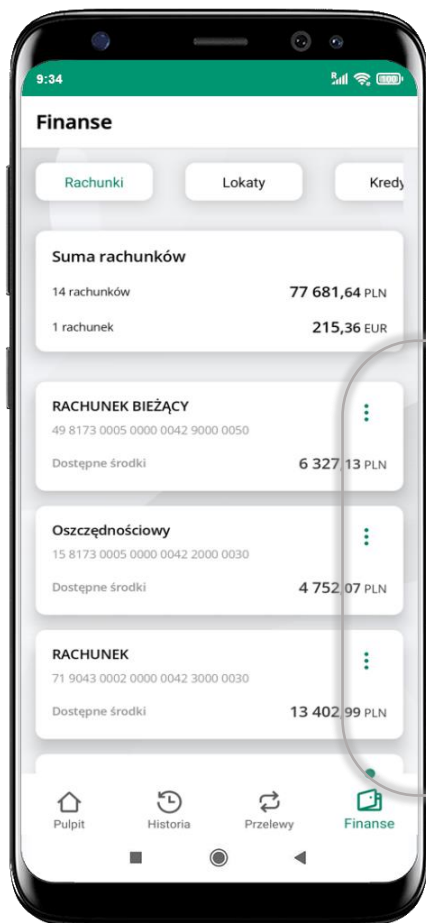 9:34
R 100
Finanse
Rachunki Lokaty Kredy
Suma rachunków
14 rachunków 77 681,64 PLN
1 rachunek 215,36 EUR
RACHUNEK BIEŻĄCY
49 8173 0005 0000 0042 9000 0050
Dostępne środki 6 327,13 PLN
Oszczędnościowy
15 8173 0005 0000 0042 2000 0030
Dostępne środki 4 752,07 PLN
RACHUNEK
71 9043 0002 0000 0042 3000 0030
Dostępne środki 13 402,99 PLN
Pulpit Historia Przelewy Finanse